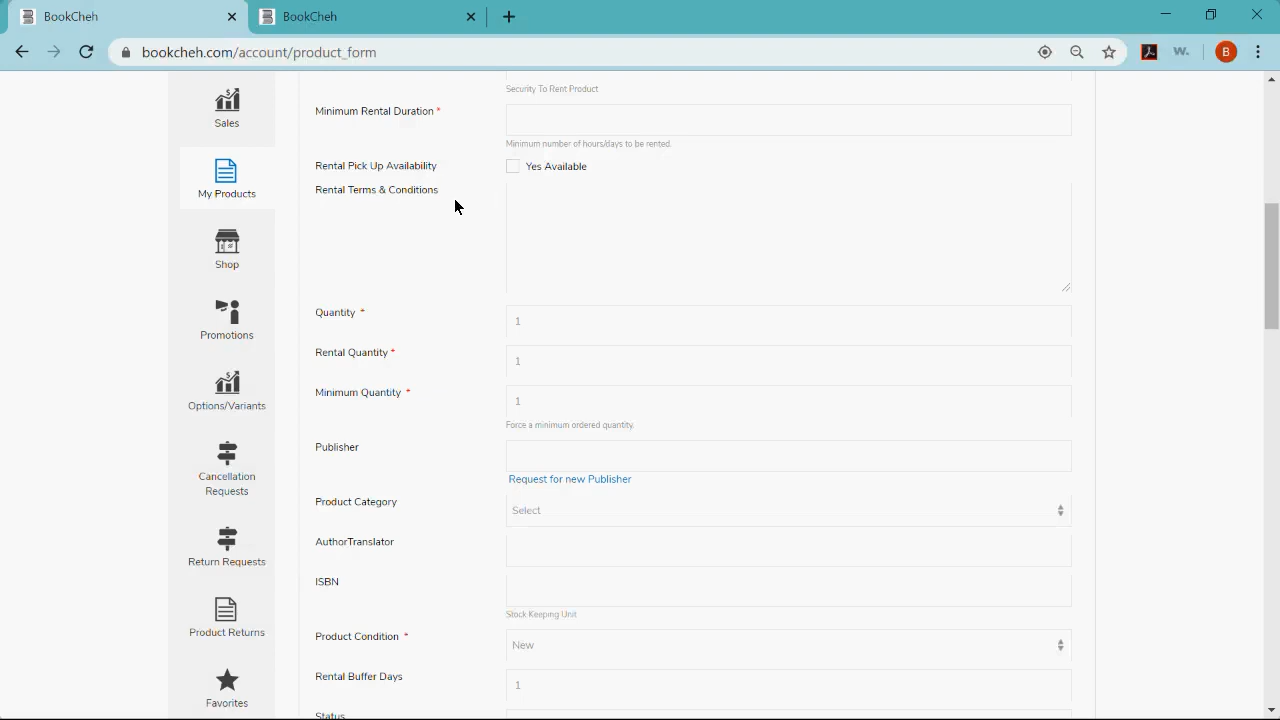 BookCheh
BookCheh
bookcheh.com/account/product_form
W.
B
Sales
My Products
Shop
Promotions
Options/Variants
Cancellation
Requests
Return Requests
Product Returns
Favorites
Security To Rent Product
Minimum Rental Duration *
Minimum number of hours/days to be rented.
Rental Pick Up Availability
Yes Available
Rental Terms & Conditions
Quantity *
1
Rental Quantity *
1
Minimum Quantity *
1
Force a minimum ordered quantity.
Publisher
Request for new Publisher
Product Category
Select
AuthorTranslator
ISBN
Stock Keeping Unit
Product Condition *
New
Rental Buffer Days
1
Status